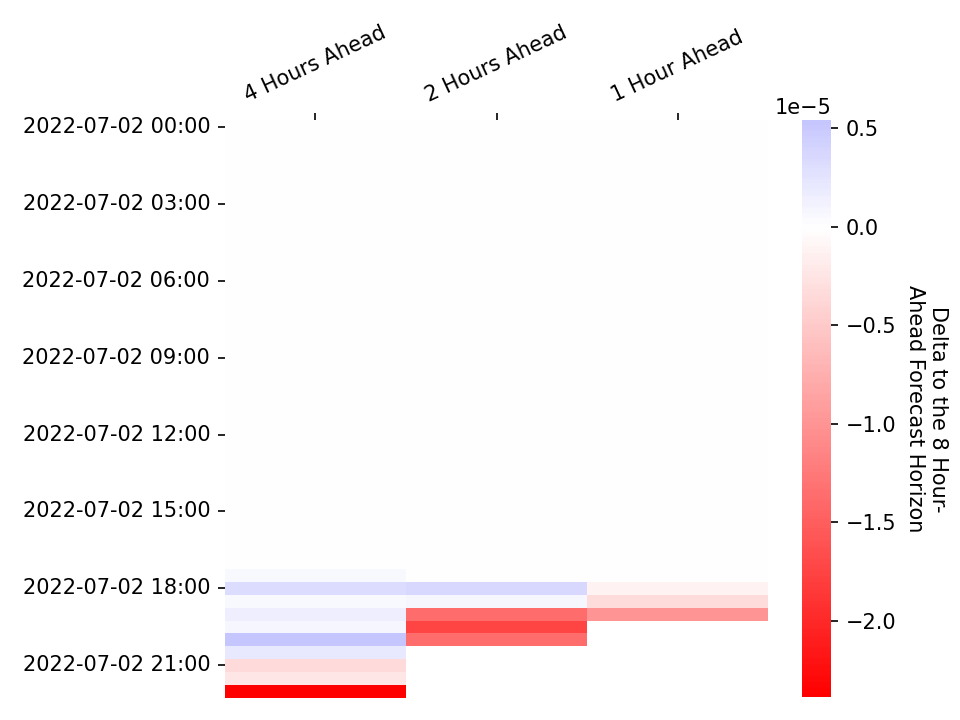 4 Hours Ahead
2 Hours Ahead
1 Hour Ahead
1e−5
2022-07-02 00:00
2022-07-02 03:00
2022-07-02 06:00
2022-07-02 09:00
2022-07-02 12:00
2022-07-02 15:00
2022-07-02 18:00
2022-07-02 21:00
0.5
0.0
−0.5
−1.0
−1.5
−2.0
Delta to the 8 Hour-
Ahead Forecast Horizon